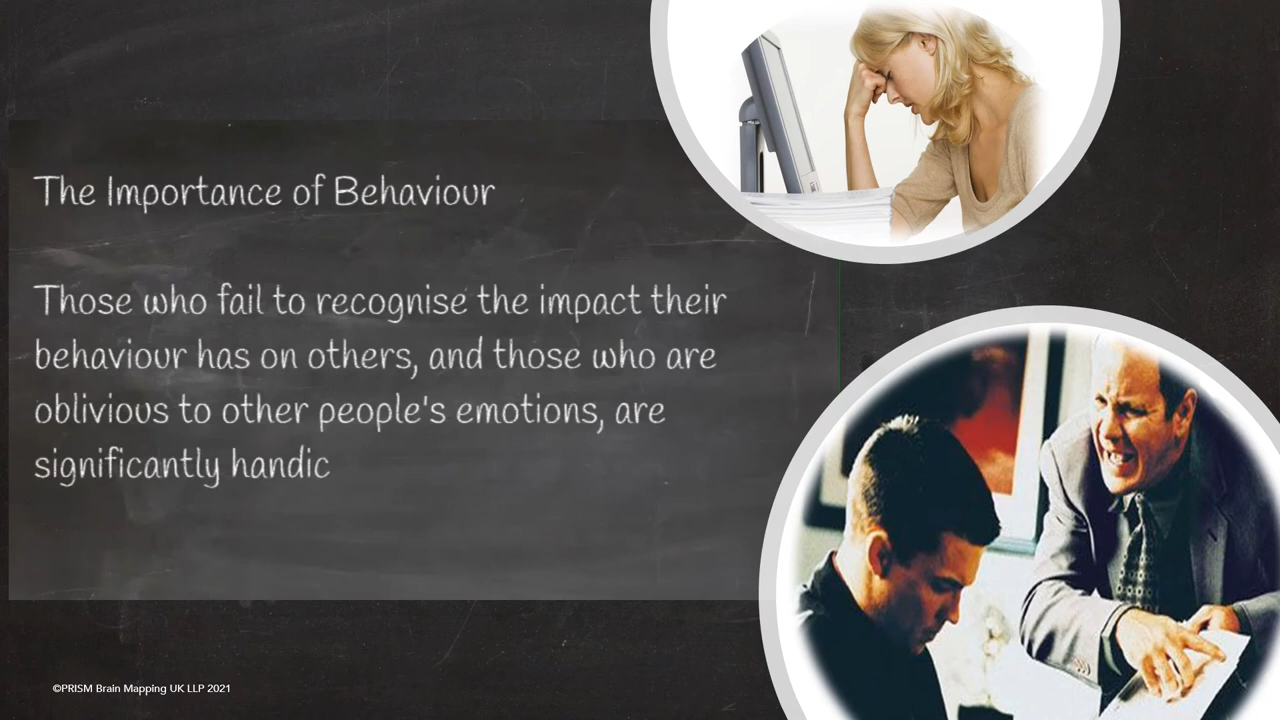 The Importance of Behaviour
Those who fail to recognise the impact their
behaviour has on others, and those who are
oblivious to other people's emotions, are
significantly handic
©PRISM Brain Mapping UK LLP 2021